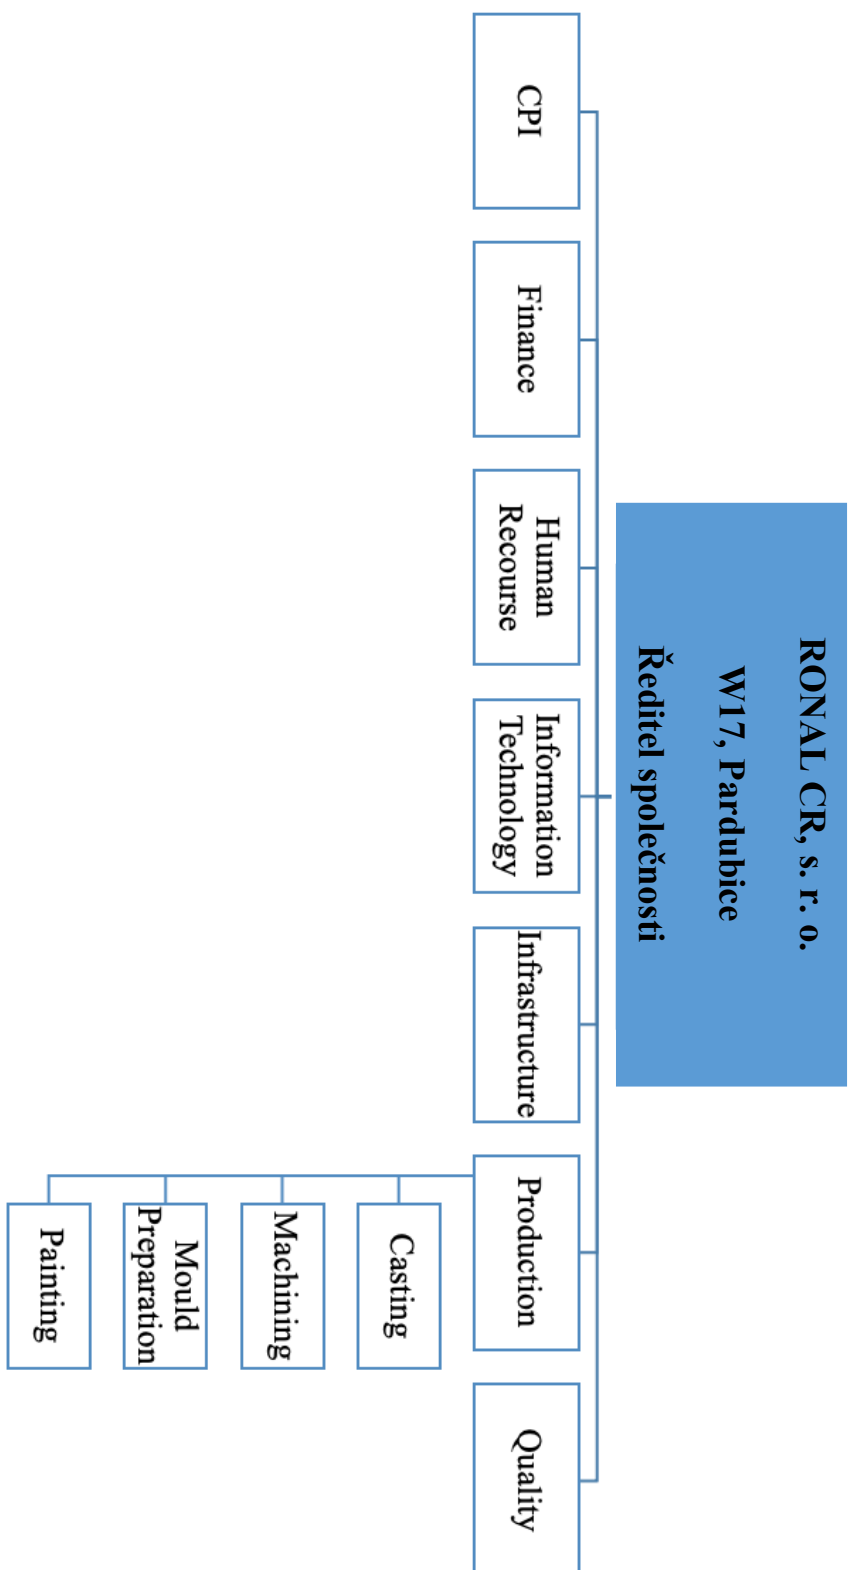 RONAL CR, s. r. o.
W17, Pardubice
Ředitel společnosti
CPI
Finance
Human
Recourse
Information
Technology
Infrastructure
Production
Quality
Casting
Machining
Mould
Preparation
Painting